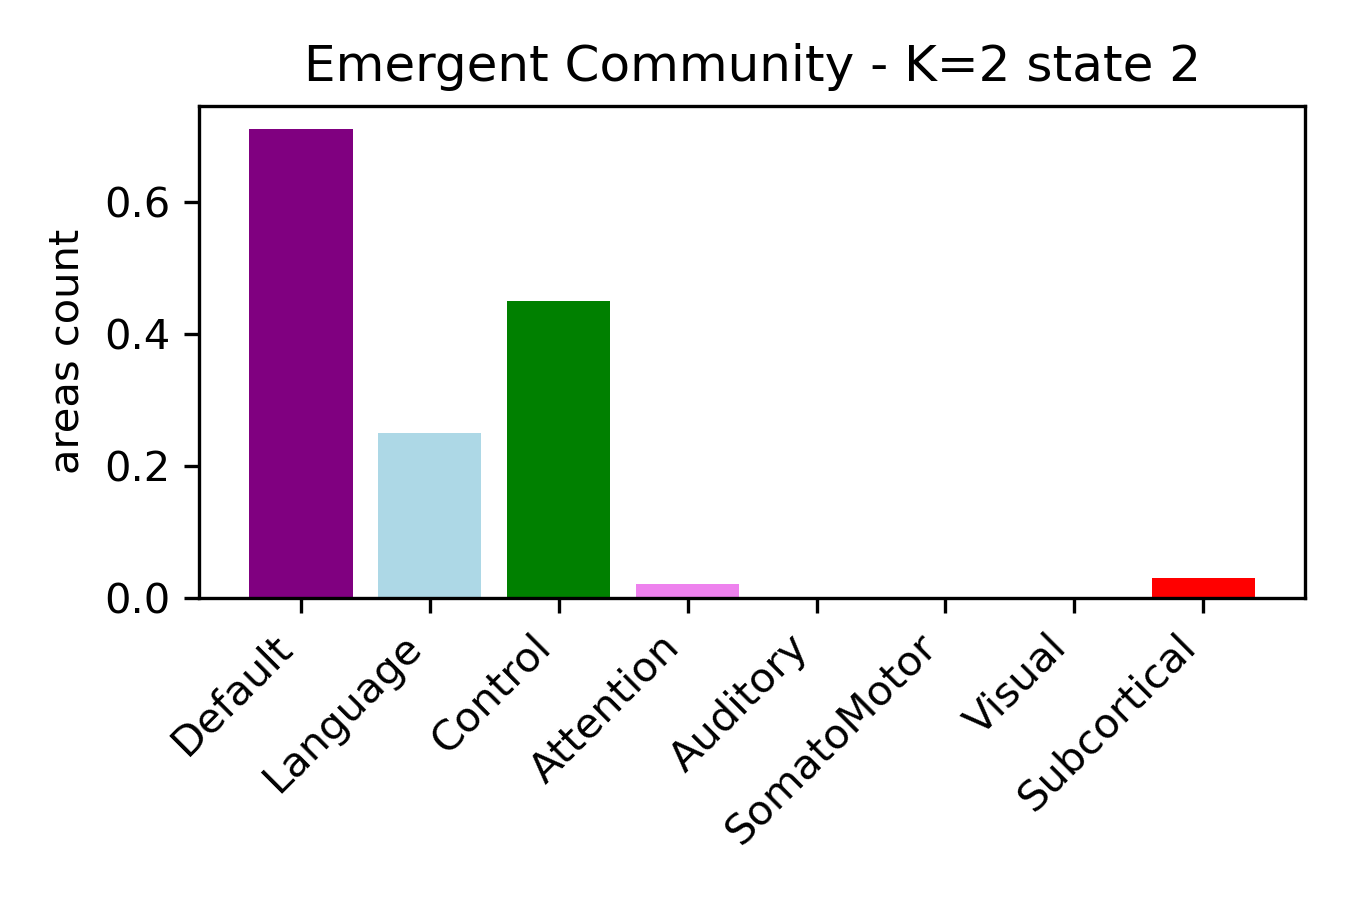 Emergent Community - K=2 state 2
areas count
0.6
0.4
0.2
0.0
Default
Language
Control
Attention
Auditory
SomatoMotor
Visual
Subcortical